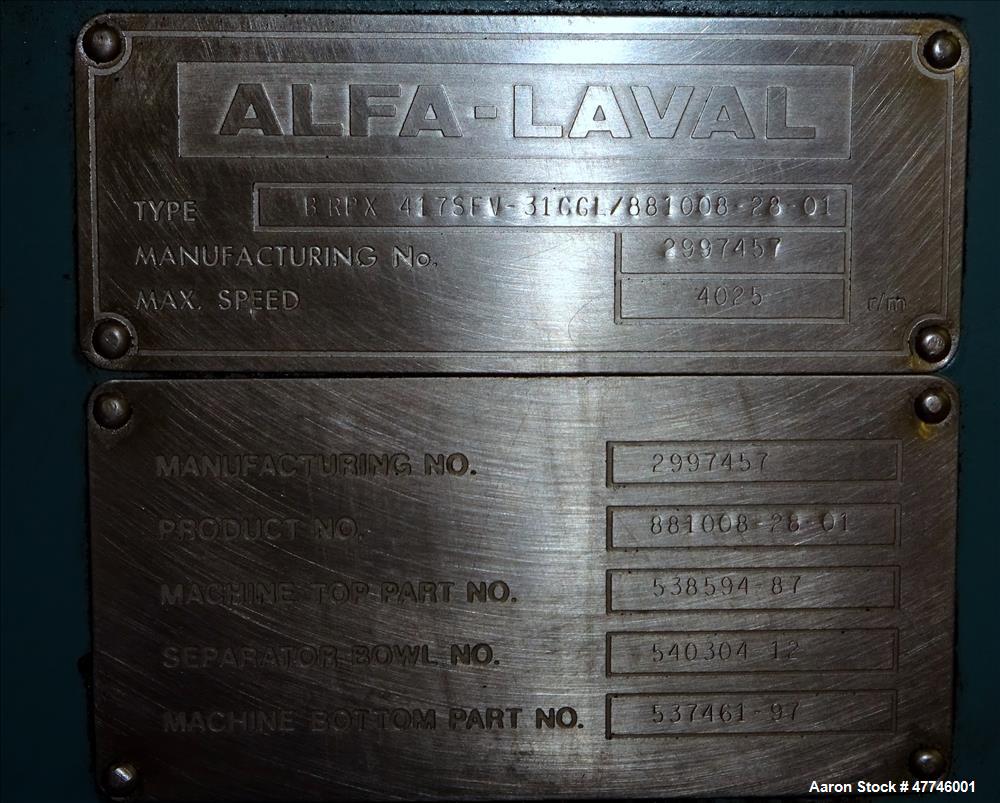 ALFA-LAVAL
TYPE BRPX 417SFV-31CGL/881008-28-01
MANUFACTURING No. 2997457
MAX. SPEED 4025 r/m
MANUFACTURING NO. 2997457
PRODUCT NO. 881008-28-01
MACHINE TOP PART NO. 538594-87
SEPARATOR BOWL NO. 540304-12
MACHINE BOTTOM PART NO. 537461-97
Aaron Stock # 47746001